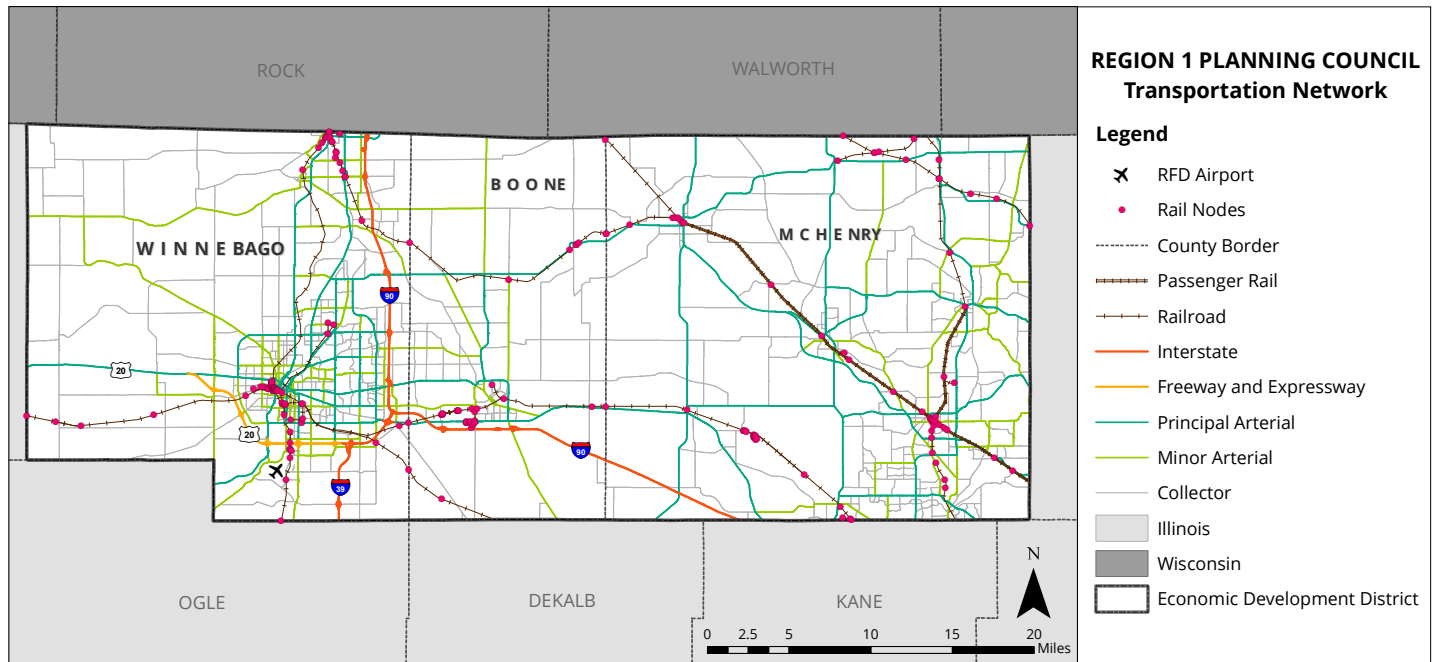 ROCK
WALWORTH
BOONE
WINNEBAGO
MCHENRY
90
20
20
90
39
OGLE
DEKALB
KANE
N
0 2.5 5 10 15 20
Miles
REGION 1 PLANNING COUNCIL
Transportation Network
Legend
RFD Airport
Rail Nodes
County Border
Passenger Rail
Railroad
Interstate
Freeway and Expressway
Principal Arterial
Minor Arterial
Collector
Illinois
Wisconsin
Economic Development District